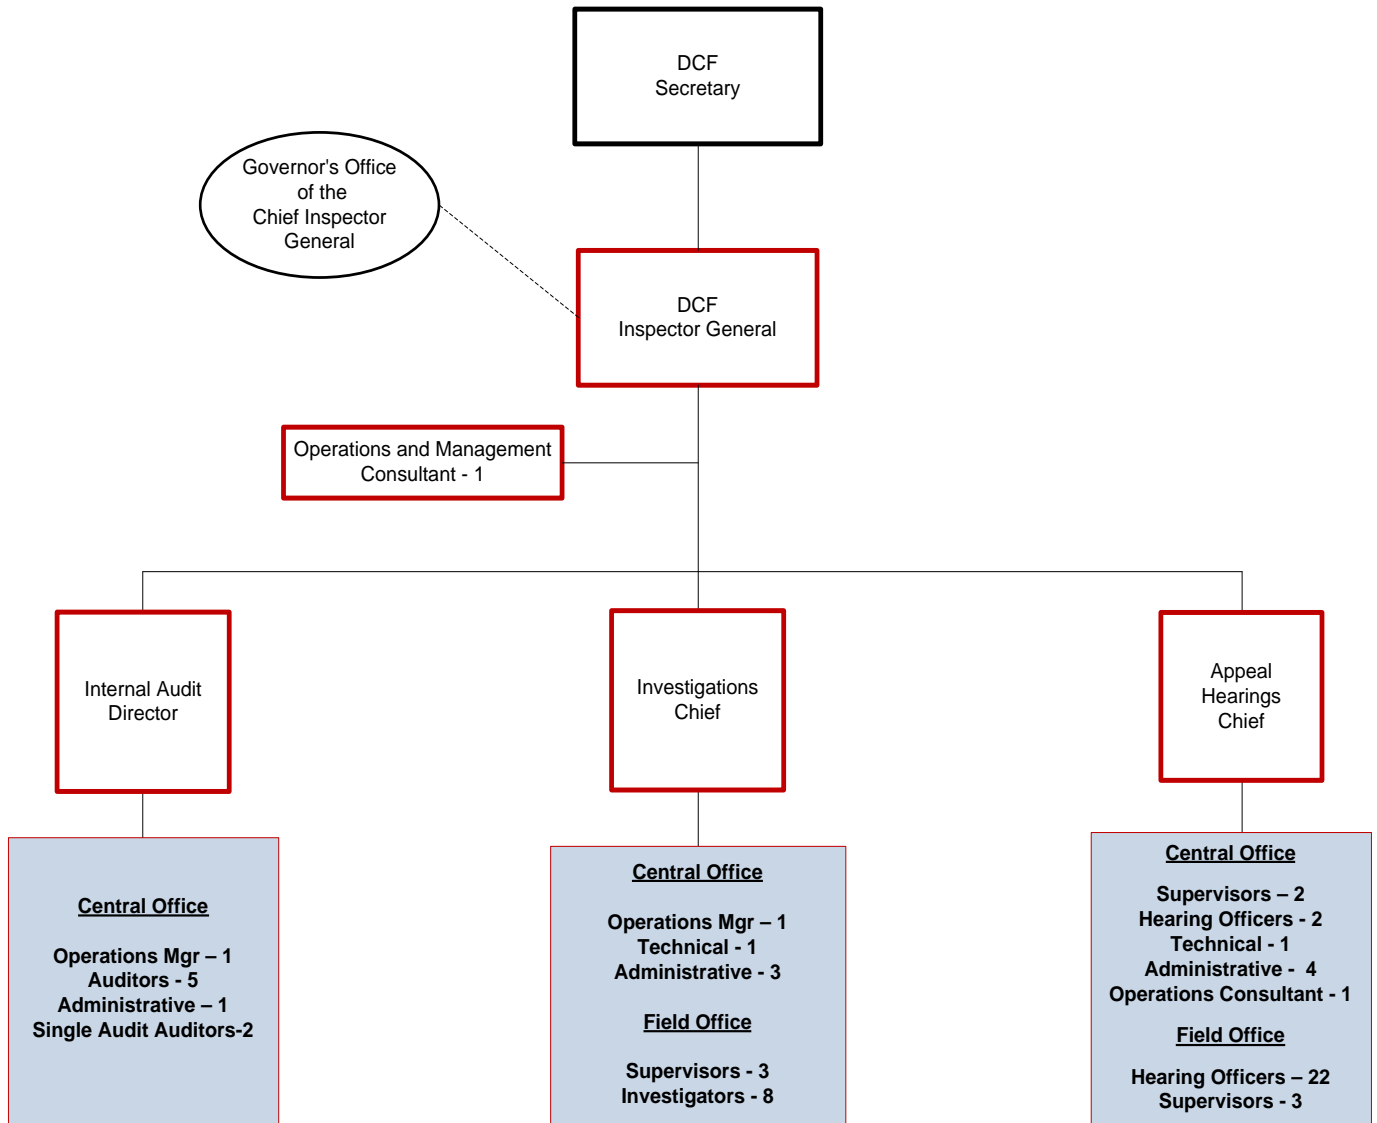 DCF
Secretary
Governor's Office
of the
Chief Inspector
General
DCF
Inspector General
Operations and Management
Consultant - 1
Internal Audit
Director
Investigations
Chief
Appeal
Hearings
Chief
Central Office
Operations Mgr – 1
Auditors - 5
Administrative – 1
Single Audit Auditors-2
Central Office
Operations Mgr – 1
Technical - 1
Administrative - 3
Field Office
Supervisors - 3
Investigators - 8
Central Office
Supervisors – 2
Hearing Officers - 2
Technical - 1
Administrative -  4
Operations Consultant - 1
Field Office
Hearing Officers – 22
Supervisors - 3